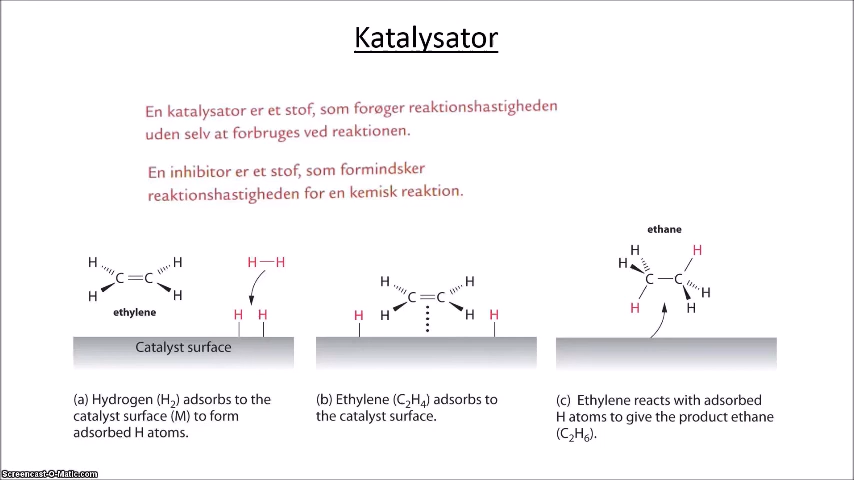 Katalysator
En katalysator er et stof, som forøger reaktionshastigheden
uden selv at forbruges ved reaktionen.
En inhibitor er et stof, som formindsker
reaktionshastigheden for en kemisk reaktion.
H H
C=C
H H
ethylene
H—H
H H
Catalyst surface
(a) Hydrogen (H₂) adsorbs to the
catalyst surface (M) to form
adsorbed H atoms.
H H
C=C
H H H H
(b) Ethylene (C₂H₄) adsorbs to
the catalyst surface.
ethane
H H
H
C—C
H
H H
(c) Ethylene reacts with adsorbed
H atoms to give the product ethane
(C₂H₆).
Screencast-O-Matic.com